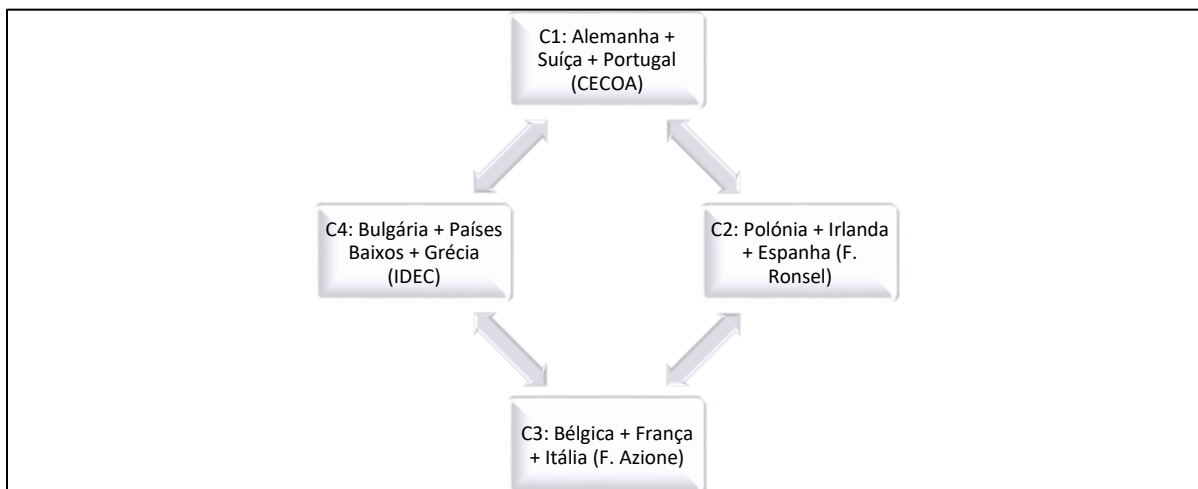 C1: Alemanha +
Suíça + Portugal
(CECOA)
C4: Bulgária + Países
Baixos + Grécia
(IDEC)
C2: Polónia + Irlanda
+ Espanha (F.
Ronsel)
C3: Bélgica + França
+ Itália (F. Azione)